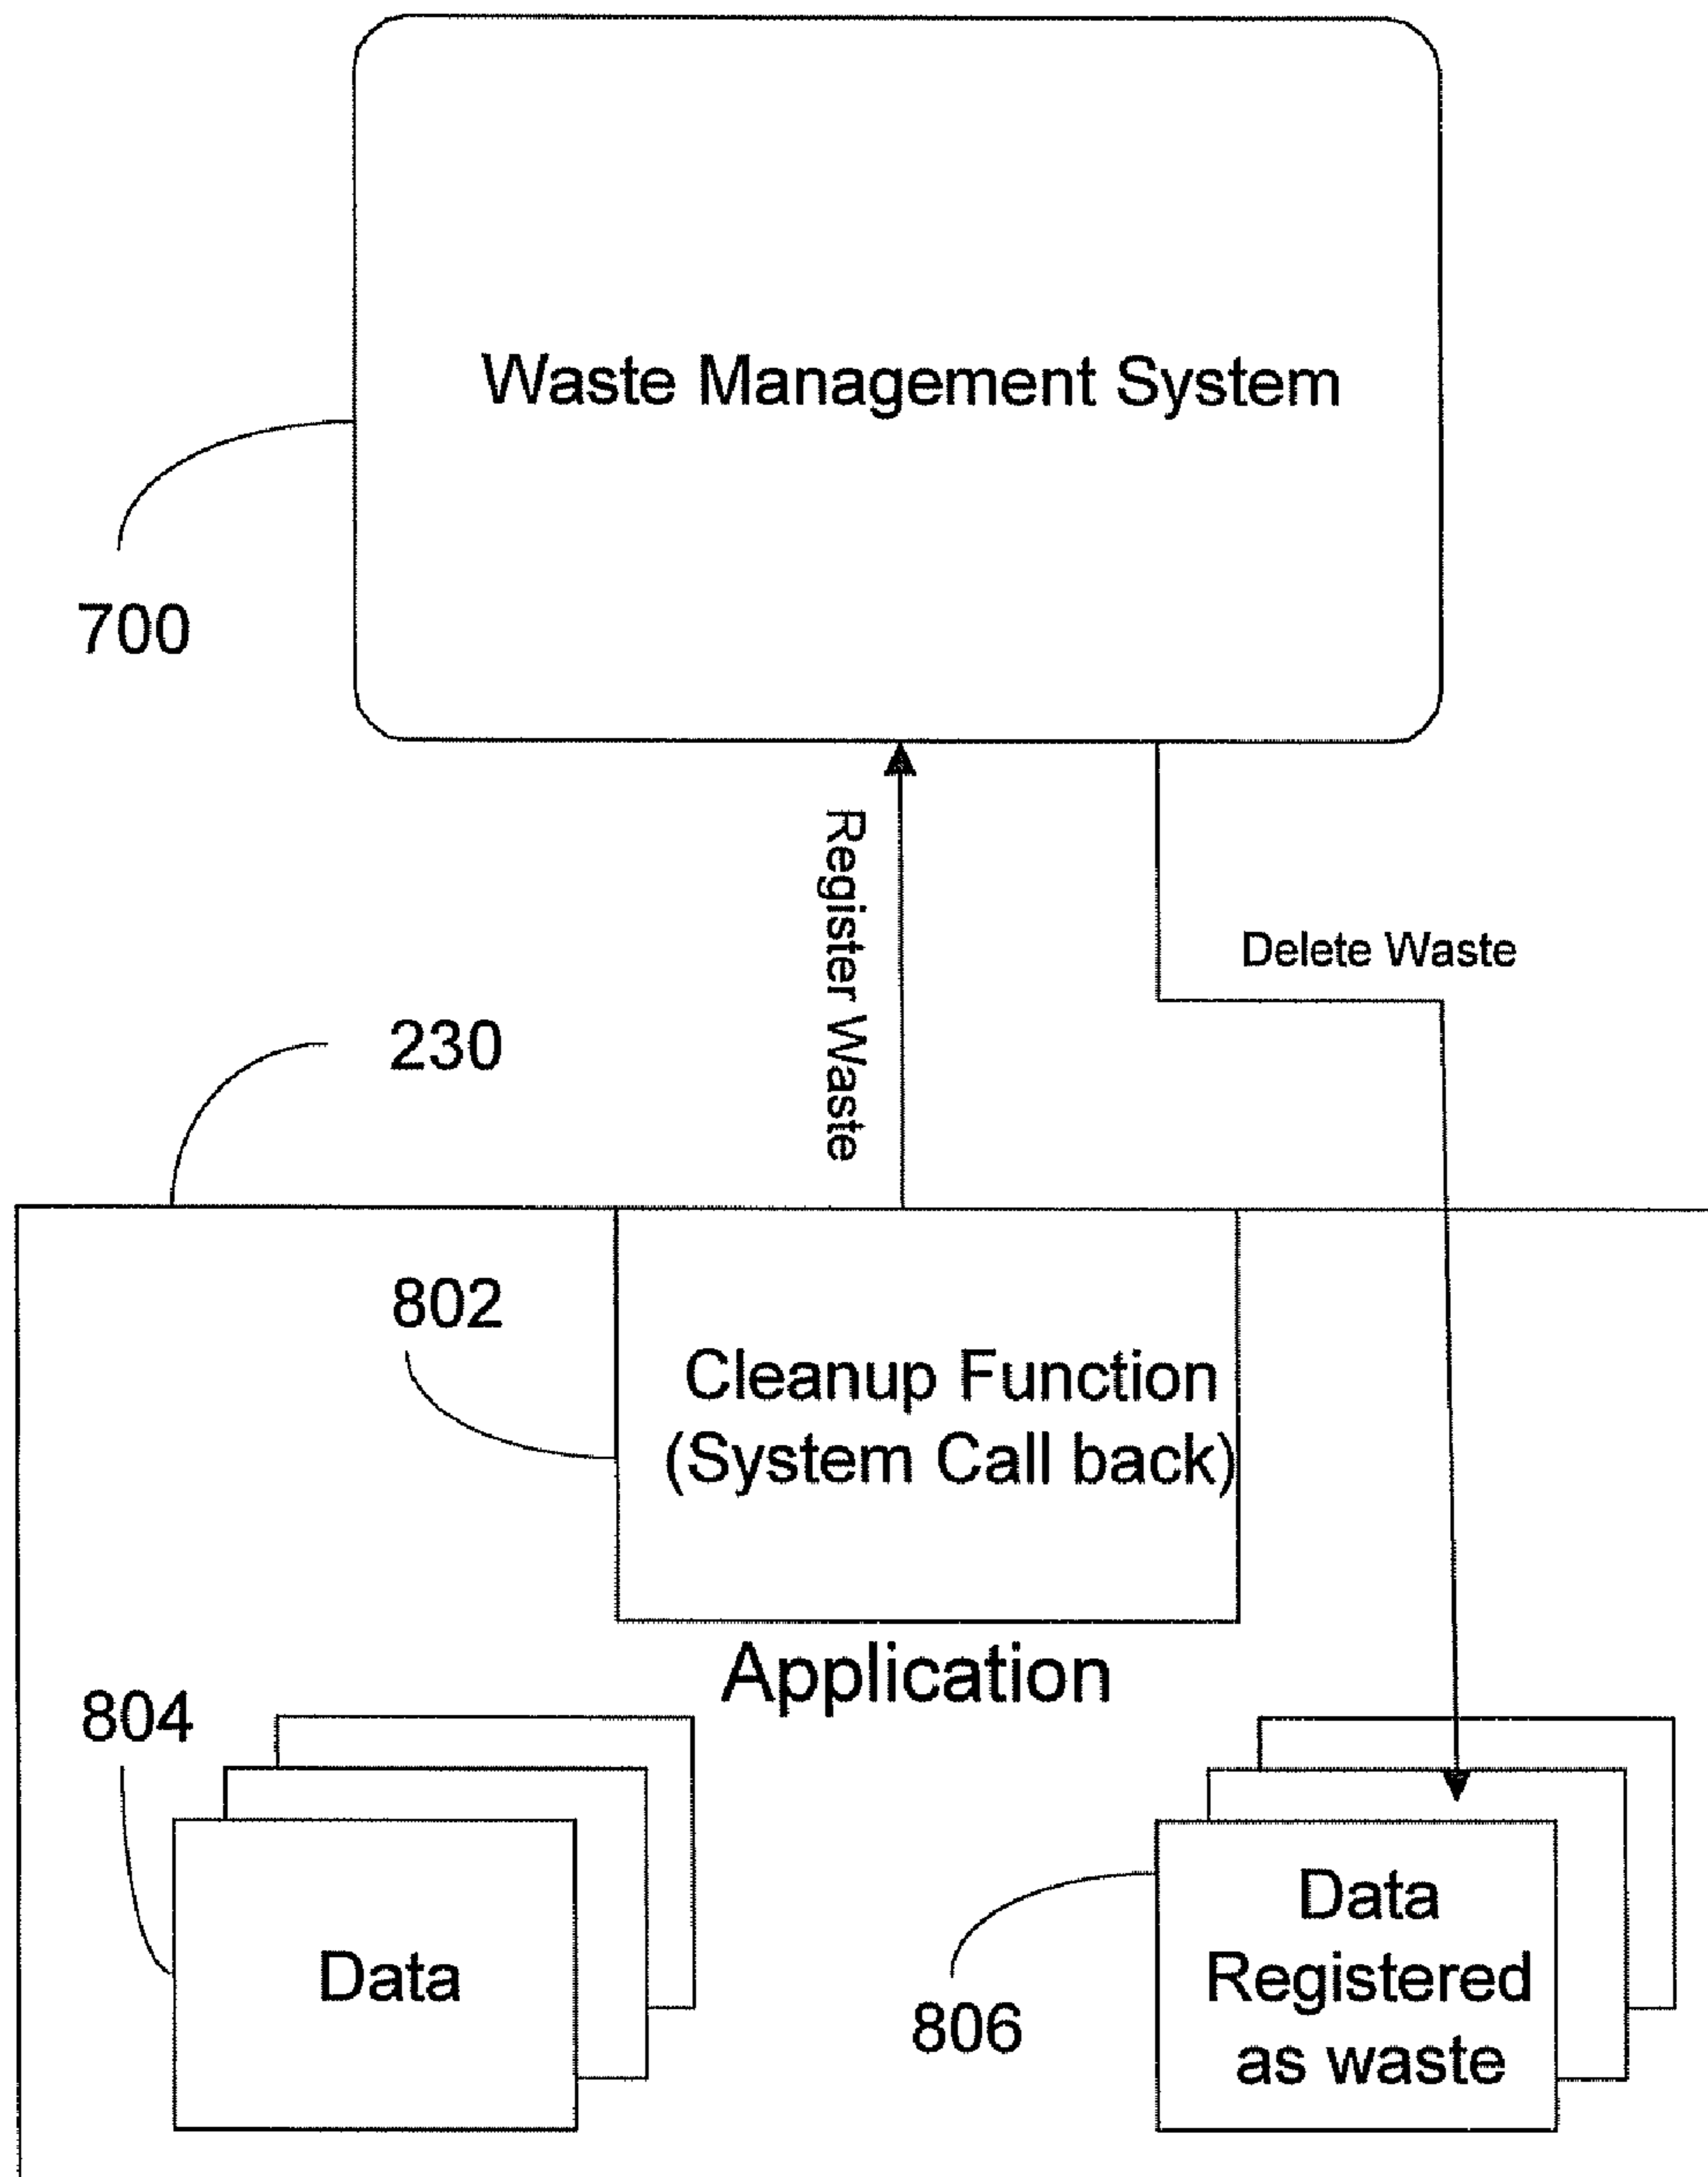 Waste Management System
700
Register Waste
Delete Waste
230
802
Cleanup Function
(System Call back)
Application
804
Data
806
Data
Registered
as waste